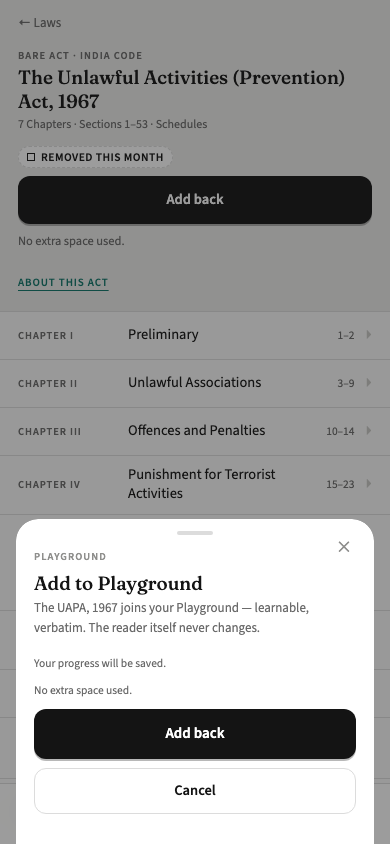 ← Laws
BARE ACT · INDIA CODE
The Unlawful Activities (Prevention)
Act, 1967
7 Chapters · Sections 1–53 · Schedules
REMOVED THIS MONTH
Add back
No extra space used.
ABOUT THIS ACT
CHAPTER I Preliminary 1–2
CHAPTER II Unlawful Associations 3–9
CHAPTER III Offences and Penalties 10–14
CHAPTER IV Punishment for Terrorist 15–23
Activities
PLAYGROUND
Add to Playground
The UAPA, 1967 joins your Playground — learnable,
verbatim. The reader itself never changes.
Your progress will be saved.
No extra space used.
Add back
Cancel